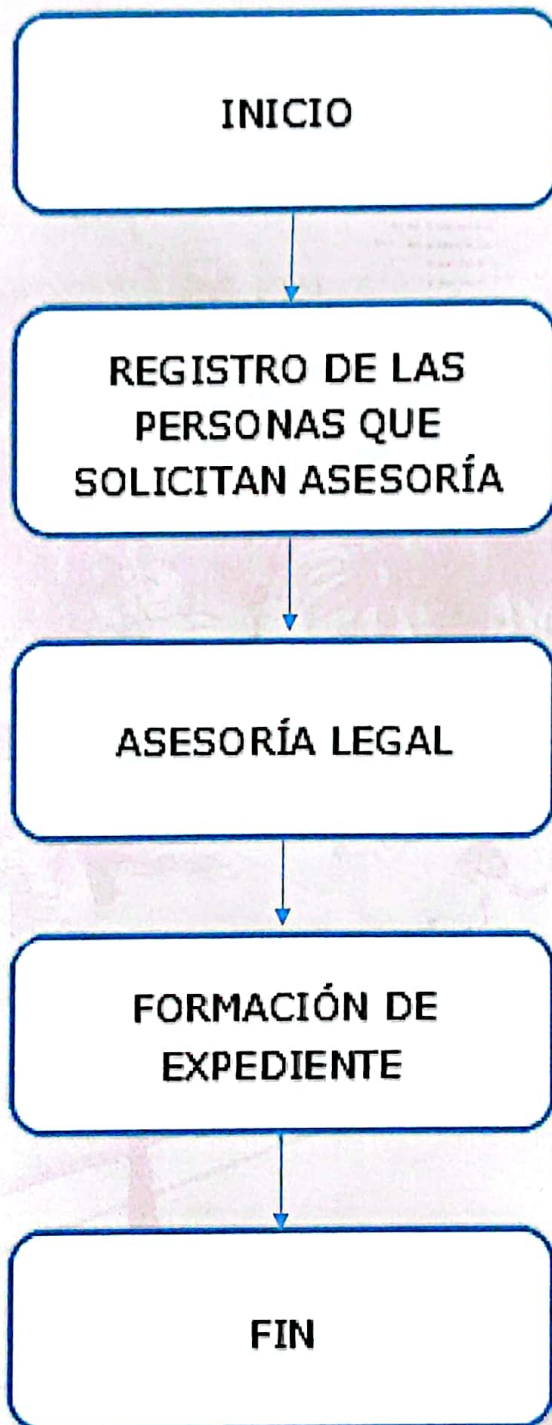 INICIO
REGISTRO DE LAS
PERSONAS QUE
SOLICITAN ASESORÍA
ASESORÍA LEGAL
FORMACIÓN DE
EXPEDIENTE
FIN